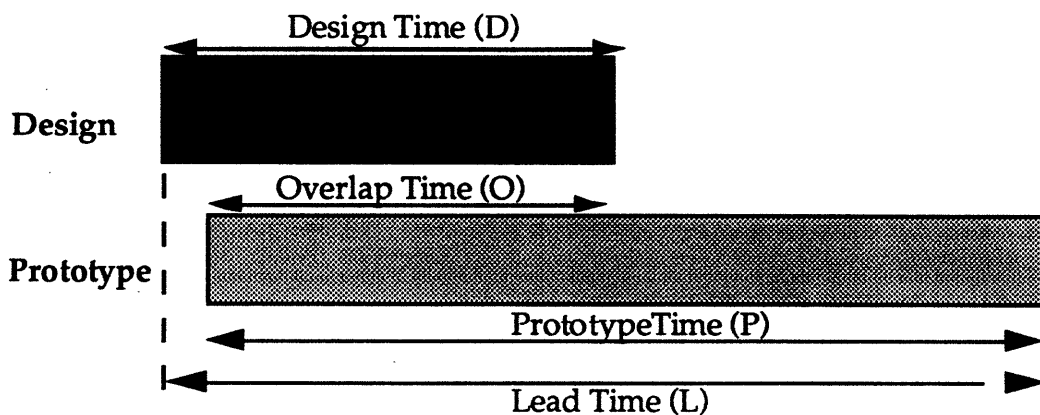 Design Time (D)
Design
Overlap Time (O)
Prototype
PrototypeTime (P)
Lead Time (L)